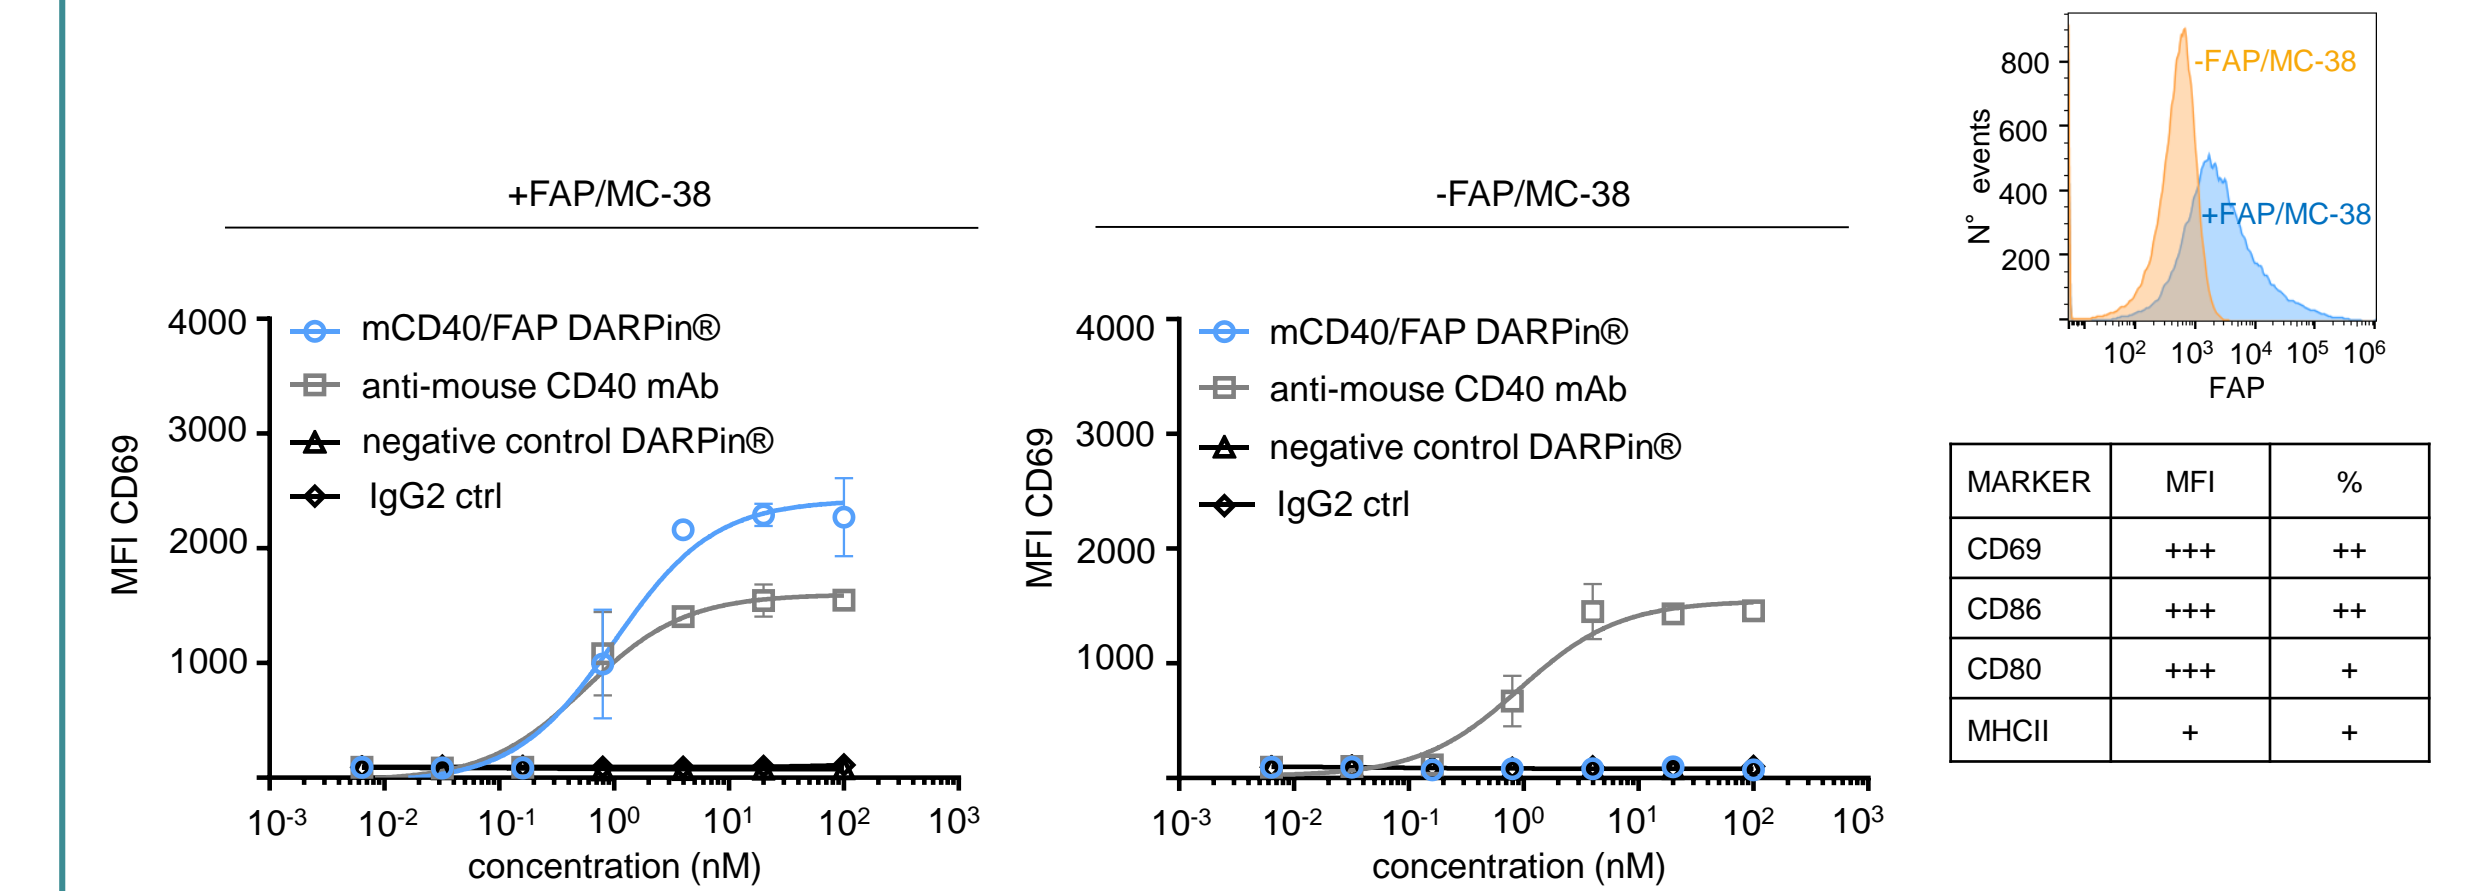 +FAP/MC-38
4000
3000
2000
1000
MFI CD69
mCD40/FAP DARPin®
anti-mouse CD40 mAb
negative control DARPin®
IgG2 ctrl
10-3 10-2 10-1 100 101 102 103
concentration (nM)
-FAP/MC-38
4000
3000
2000
1000
MFI CD69
mCD40/FAP DARPin®
anti-mouse CD40 mAb
negative control DARPin®
IgG2 ctrl
10-3 10-2 10-1 100 101 102 103
concentration (nM)
800
600
400
200
N° events
-FAP/MC-38
+FAP/MC-38
102 103 104 105 106
FAP
MARKER MFI %
CD69 +++ ++
CD86 +++ ++
CD80 +++ +
MHCII + +